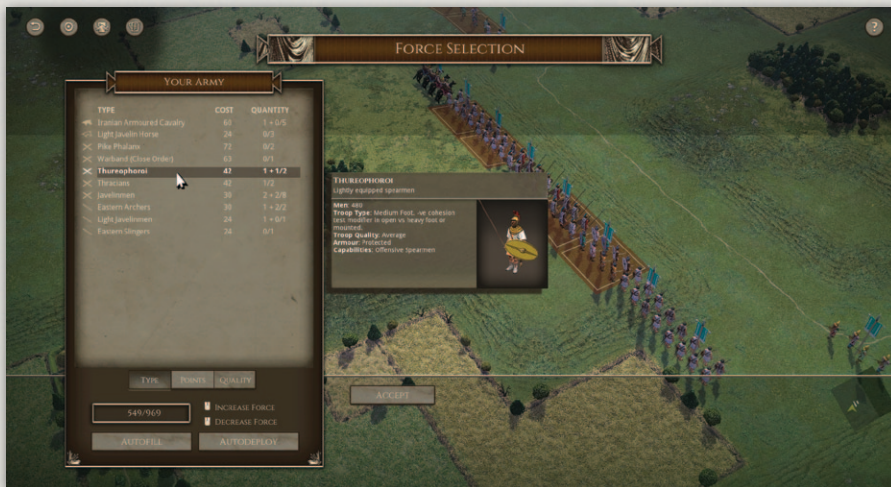 FORCE SELECTION
?
YOUR ARMY
TYPE COST QUANTITY
Iranian Armoured Cavalry 60 1 + 0/5
Light Javelin Horse 24 0/3
Pike Phalanx 72 0/2
Warband (Close Order) 63 0/1
Thureophoroi 42 1 + 1/2
Thracians 42 1/2
Javelinmen 2 + 2/8
Eastern Archers 1 + 2/2
Light Javelinmen 24 1 + 0/1
Eastern Slingers 24 0/1
THUREOPHOROI
Lightly equipped spearmen
Men: 480
Troop Type: Medium Foot, -ve cohesion
test modifier in open vs heavy foot or
mounted.
Troop Quality: Average
Armour: Protected
Capabilities: Offensive Spearmen
TYPE POINTS QUALITY
549/969
INCREASE FORCE
DECREASE FORCE
ACCEPT
AUTOFILL AUTODEPLOY